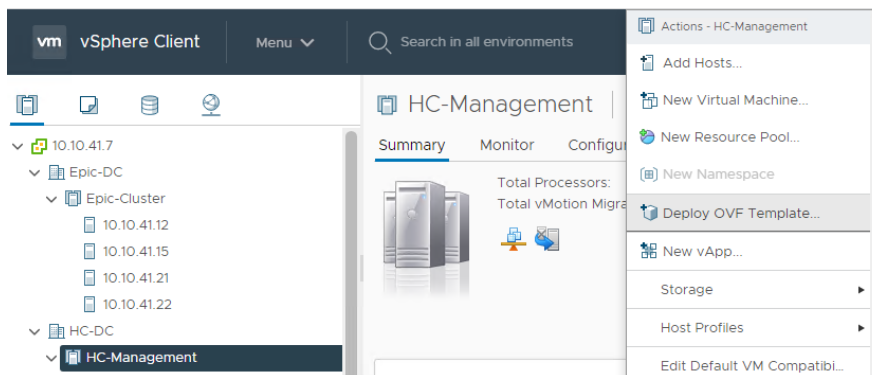 vm vSphere Client Menu Search in all environments
10.10.41.7
Epic-DC
Epic-Cluster
10.10.41.12
10.10.41.15
10.10.41.21
10.10.41.22
HC-DC
HC-Management
HC-Management
Summary Monitor Configu
Total Processors:
Total vMotion Migra
Actions - HC-Management
Add Hosts...
New Virtual Machine...
New Resource Pool...
New Namespace
Deploy OVF Template...
New vApp...
Storage
Host Profiles
Edit Default VM Compatibi...